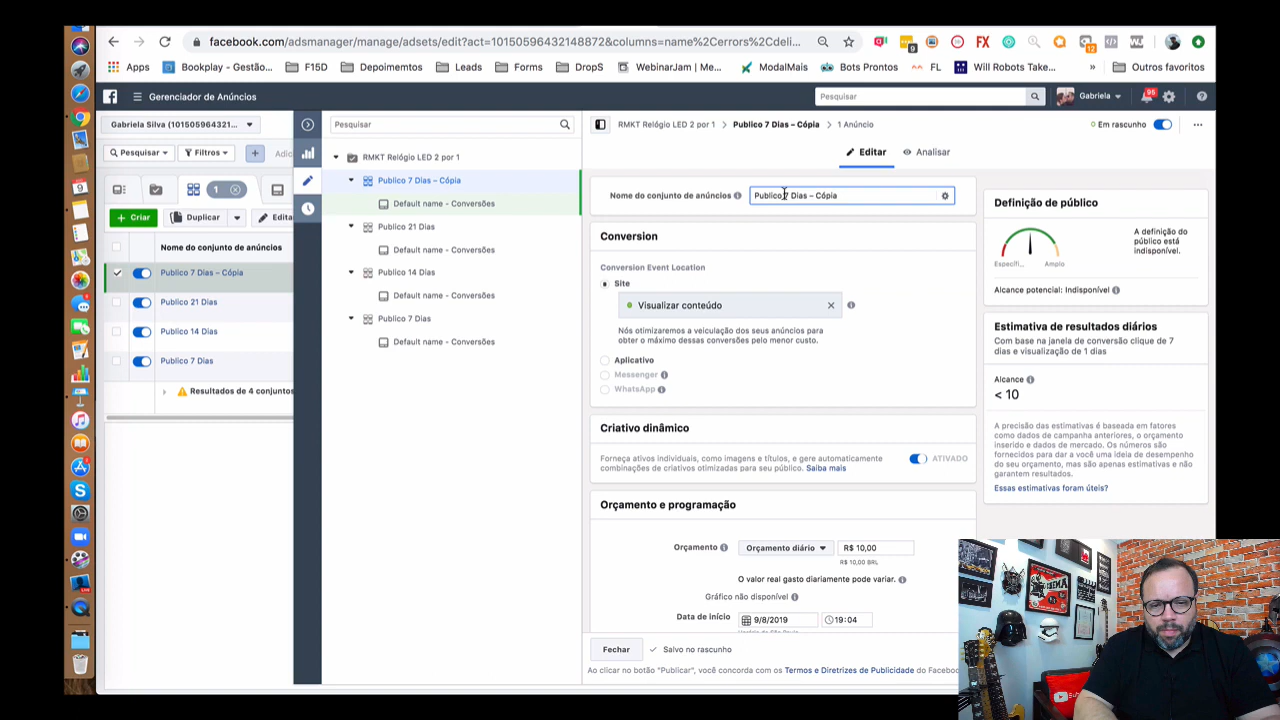 facebook.com/adsmanager/manage/adsets/edit?act=10150596432148872&columns=name%2Cerrors%2Cdeli...
Apps
Bookplay - Gestão...
F15D
Depoimentos
Leads
Forms
DropS
WebinarJam | Me...
ModalMais
Bots Prontos
FL
Will Robots Take...
»
Outros favoritos
Gerenciador de Anúncios
Pesquisar
Gabriela
95
Gabriela Silva (101505964321...
Pesquisar
Filtros
Adic
1
Criar
Duplicar
Edita
Nome do conjunto de anúncios
Publico 7 Dias – Cópia
Publico 21 Dias
Publico 14 Dias
Publico 7 Dias
Resultados de 4 conjuntos
Pesquisar
RMKT Relógio LED 2 por 1
Publico 7 Dias – Cópia
Default name - Conversões
Publico 21 Dias
Default name - Conversões
Publico 14 Dias
Default name - Conversões
Publico 7 Dias
Default name - Conversões
RMKT Relógio LED 2 por 1 > Publico 7 Dias – Cópia > 1 Anúncio
Em rascunho
Editar
Analisar
Nome do conjunto de anúncios
Publico 7 Dias – Cópia
Conversion
Conversion Event Location
Site
Visualizar conteúdo
Nós otimizaremos a veiculação dos seus anúncios para
obter o máximo dessas conversões pelo menor custo.
Aplicativo
Messenger
WhatsApp
Criativo dinâmico
Forneça ativos individuais, como imagens e títulos, e gere automaticamente
combinações de criativos otimizadas para seu público. Saiba mais
ATIVADO
Orçamento e programação
Orçamento
Orçamento diário
R$ 10,00
R$ 10,00 BRL
O valor real gasto diariamente pode variar.
Gráfico não disponível
Data de início
9/8/2019
19:04
Fechar
Salvo no rascunho
Ao clicar no botão "Publicar", você concorda com os Termos e Diretrizes de Publicidade do Facebo
Definição de público
A definição do
público está
indisponível.
Específi...
Amplo
Alcance potencial: Indisponível
Estimativa de resultados diários
Com base na janela de conversão clique de 7
dias e visualização de 1 dias
Alcance
< 10
A precisão das estimativas é baseada em fatores
como dados de campanha anteriores, o orçamento
inserido e dados de mercado. Os números são
fornecidos para dar a você uma ideia de desempenho
do seu orçamento, mas são apenas estimativas e não
garantem resultados.
Essas estimativas foram úteis?
CINEMA